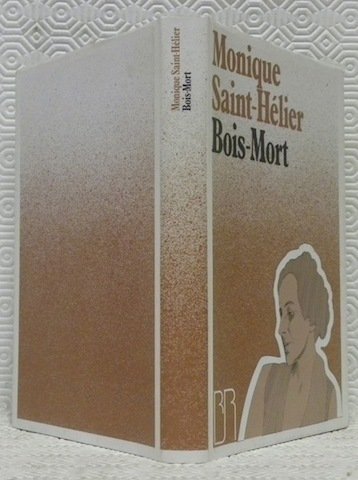 Monique Saint-Hélier
Bois-Mort
Monique
Saint-Hélier
Bois-Mort
BR